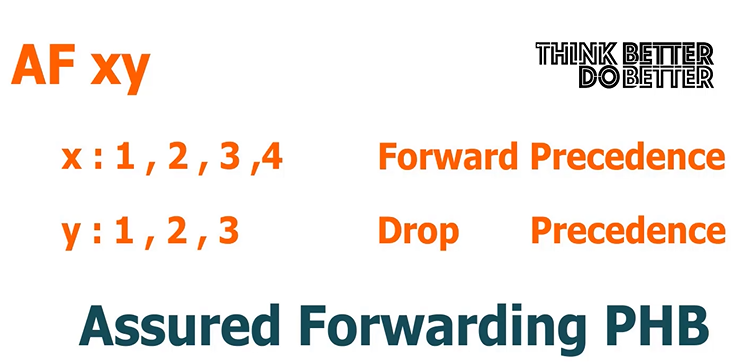 AF xy
THINK BETTER
DO BETTER
x : 1 , 2 , 3 ,4 Forward Precedence
y : 1 , 2 , 3 Drop Precedence
Assured Forwarding PHB